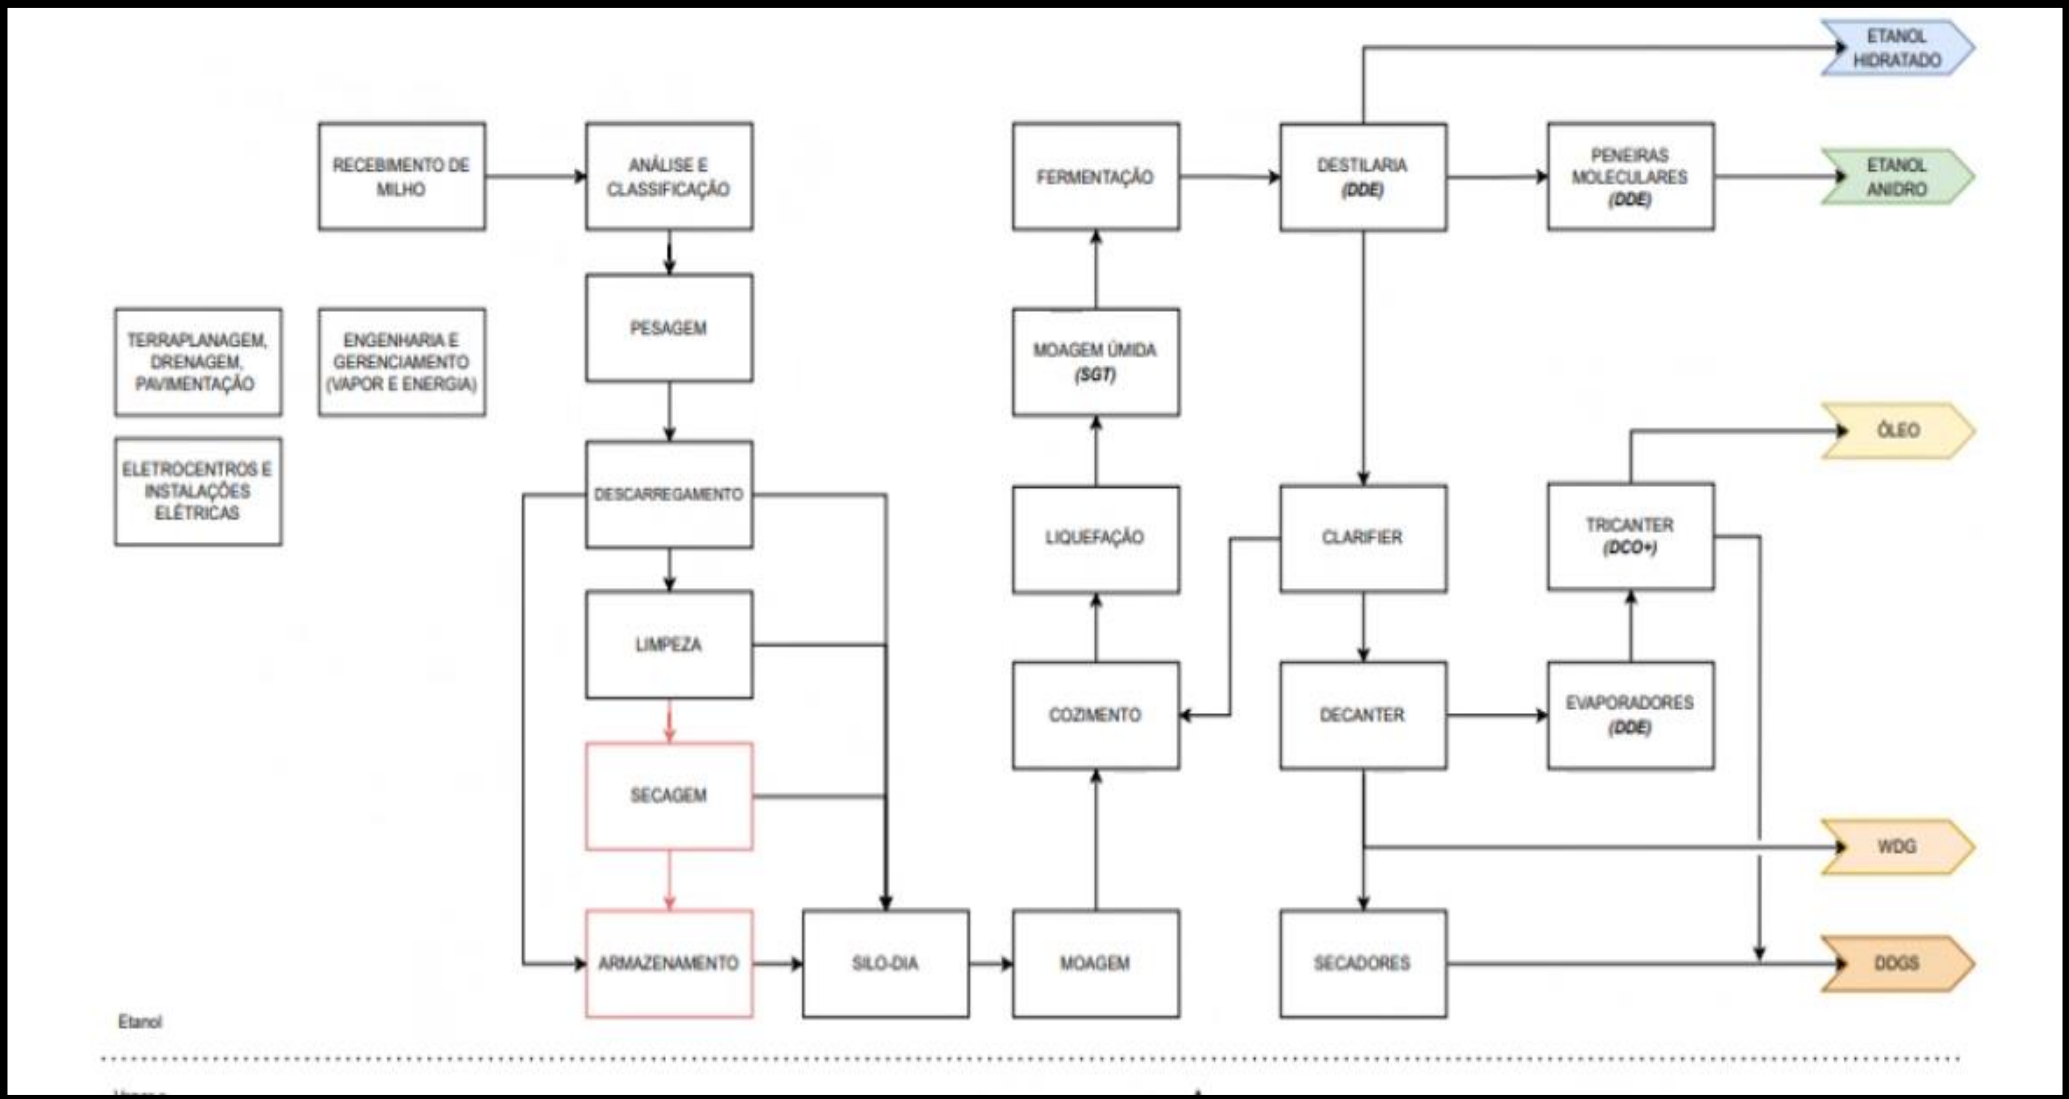 ETANOL
HIDRATADO
RECEBIMENTO DE
MILHO
ANÁLISE E
CLASSIFICAÇÃO
FERMENTAÇÃO
DESTILARIA
(DDE)
PENEIRAS
MOLECULARES
(DDE)
ETANOL
ANIDRO
TERRAPLANAGEM,
DRENAGEM,
PAVIMENTAÇÃO
ENGENHARIA E
GERENCIAMENTO
(VAPOR E ENERGIA)
PESAGEM
MOAGEM ÚMIDA
(SGT)
ÓLEO
ELETROCENTROS E
INSTALAÇÕES
ELÉTRICAS
DESCARREGAMENTO
LIQUEFAÇÃO
CLARIFIER
TRICANTER
(DCO+)
LIMPEZA
COZIMENTO
DECANTER
EVAPORADORES
(DDE)
SECAGEM
WDG
ARMAZENAMENTO
SILO-DIA
MOAGEM
SECADORES
DDGS
Etanol